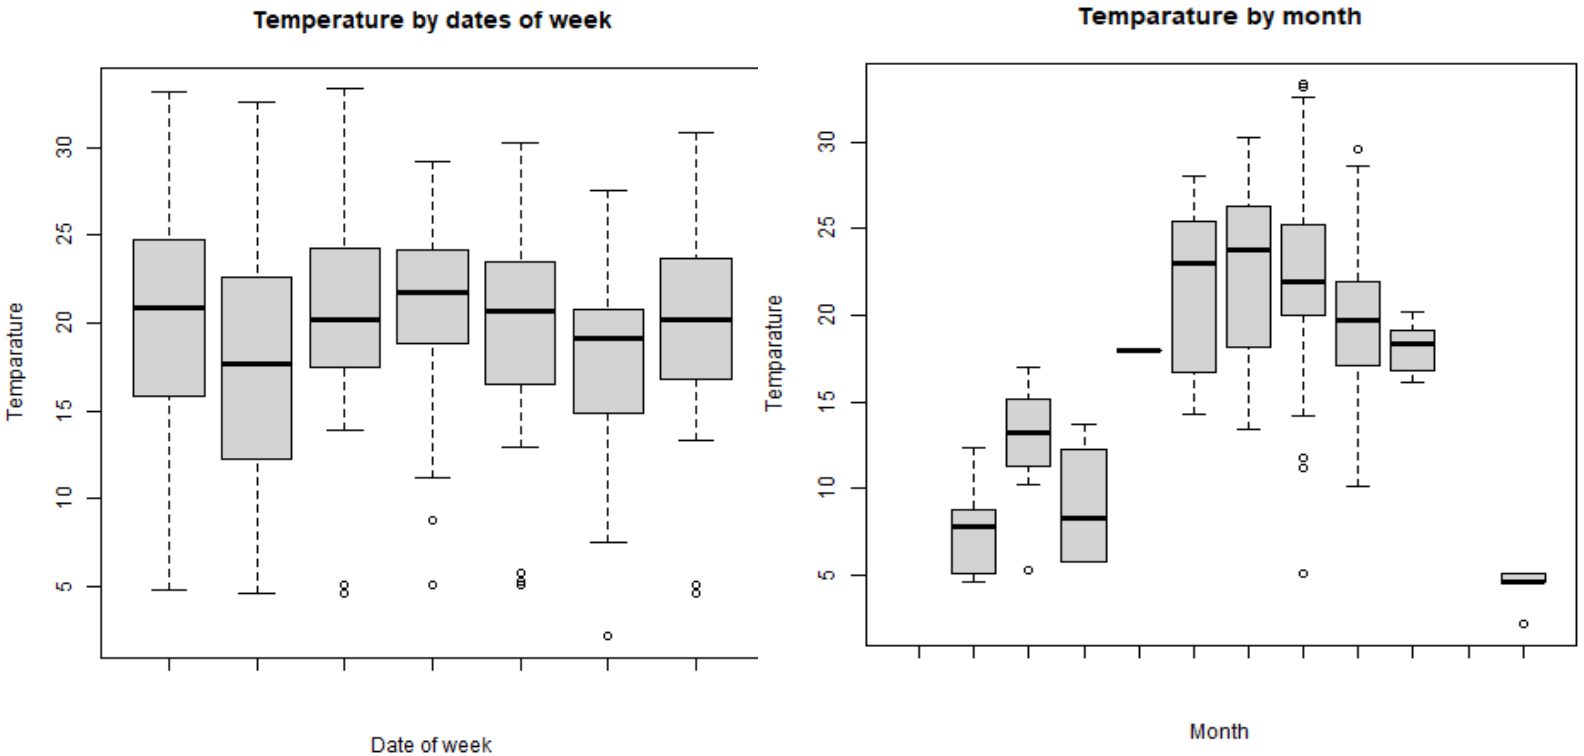 Temperature by dates of week
Temparature
30
25
20
15
10
5
Date of week
Temparature by month
Temparature
30
25
20
15
10
5
Month